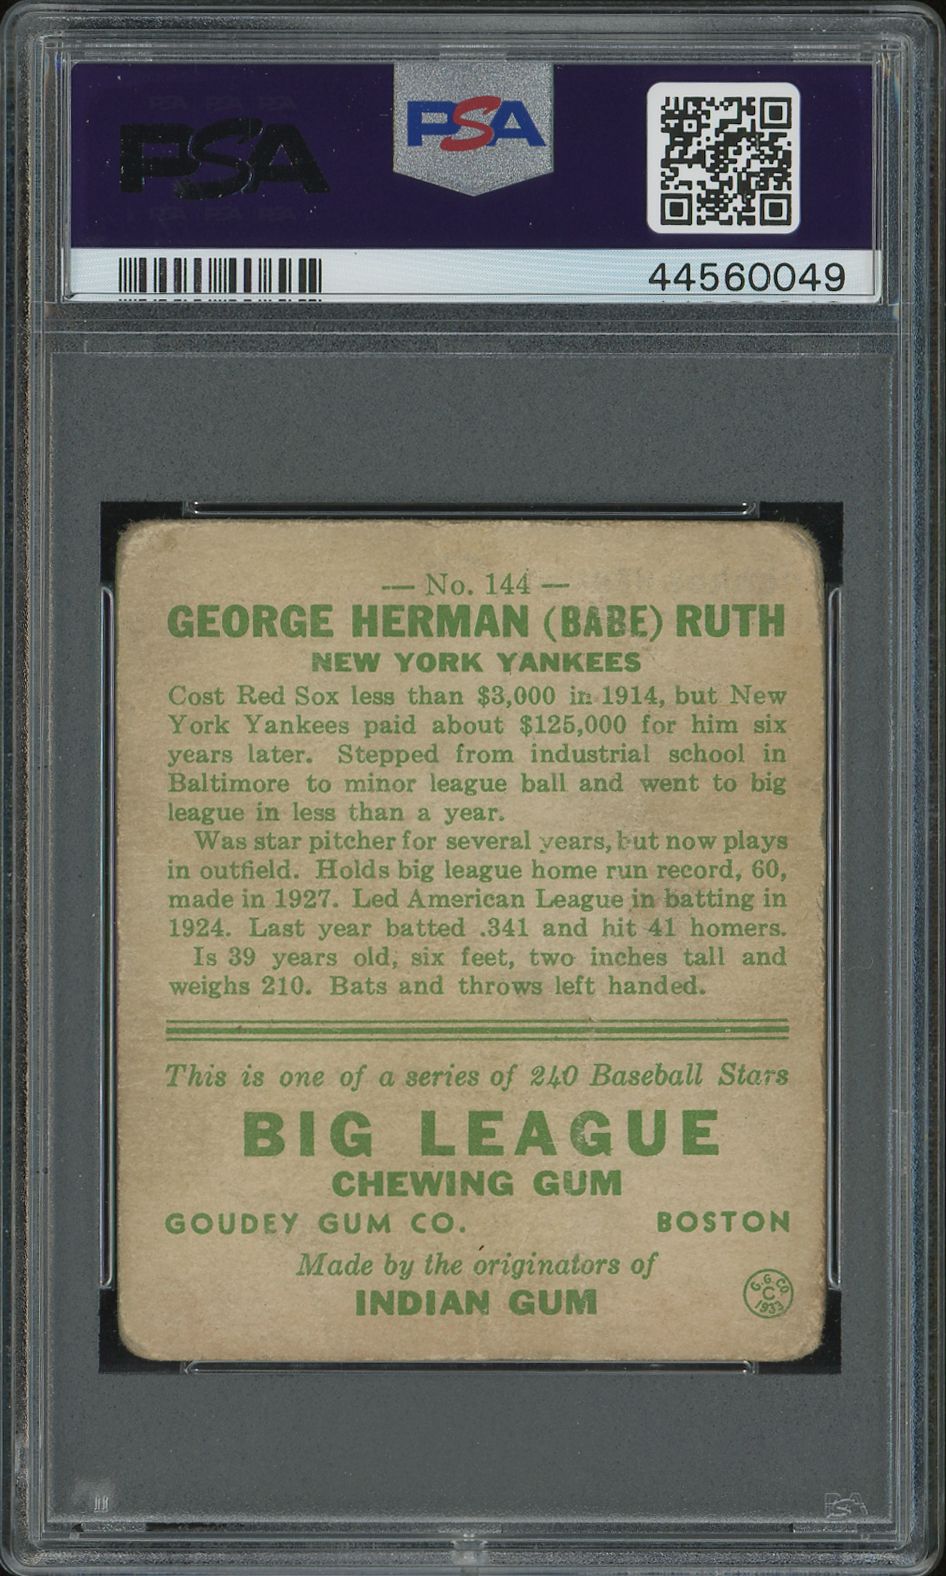 PSA
PSA
44560049
— No. 144 —
GEORGE HERMAN (BABE) RUTH
NEW YORK YANKEES
Cost Red Sox less than $3,000 in 1914, but New
York Yankees paid about $125,000 for him six
years later. Stepped from industrial school in
Baltimore to minor league ball and went to big
league in less than a year.
Was star pitcher for several years, but now plays
in outfield. Holds big league home run record, 60,
made in 1927. Led American League in batting in
1924. Last year batted .341 and hit 41 homers.
Is 39 years old, six feet, two inches tall and
weighs 210. Bats and throws left handed.
This is one of a series of 240 Baseball Stars
BIG LEAGUE
CHEWING GUM
GOUDEY GUM CO. BOSTON
Made by the originators of
INDIAN GUM
G. G. CO.
C
1933
PSA